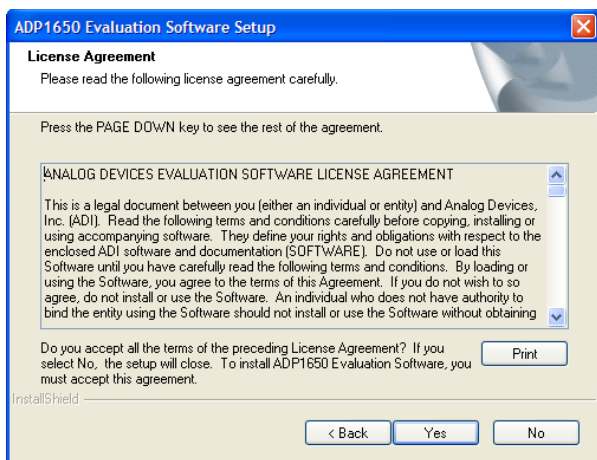 ADP1650 Evaluation Software Setup
License Agreement
Please read the following license agreement carefully.
Press the PAGE DOWN key to see the rest of the agreement.
ANALOG DEVICES EVALUATION SOFTWARE LICENSE AGREEMENT
This is a legal document between you (either an individual or entity) and Analog Devices,
Inc. (ADI). Read the following terms and conditions carefully before copying, installing or
using accompanying software. They define your rights and obligations with respect to the
enclosed ADI software and documentation (SOFTWARE). Do not use or load this
Software until you have carefully read the following terms and conditions. By loading or
using the Software, you agree to the terms of this Agreement. If you do not wish to so
agree, do not install or use the Software. An individual who does not have authority to
bind the entity using the Software should not install or use the Software without obtaining
Do you accept all the terms of the preceding License Agreement? If you
select No, the setup will close. To install ADP1650 Evaluation Software, you
must accept this agreement.
Print
InstallShield
< Back
Yes
No